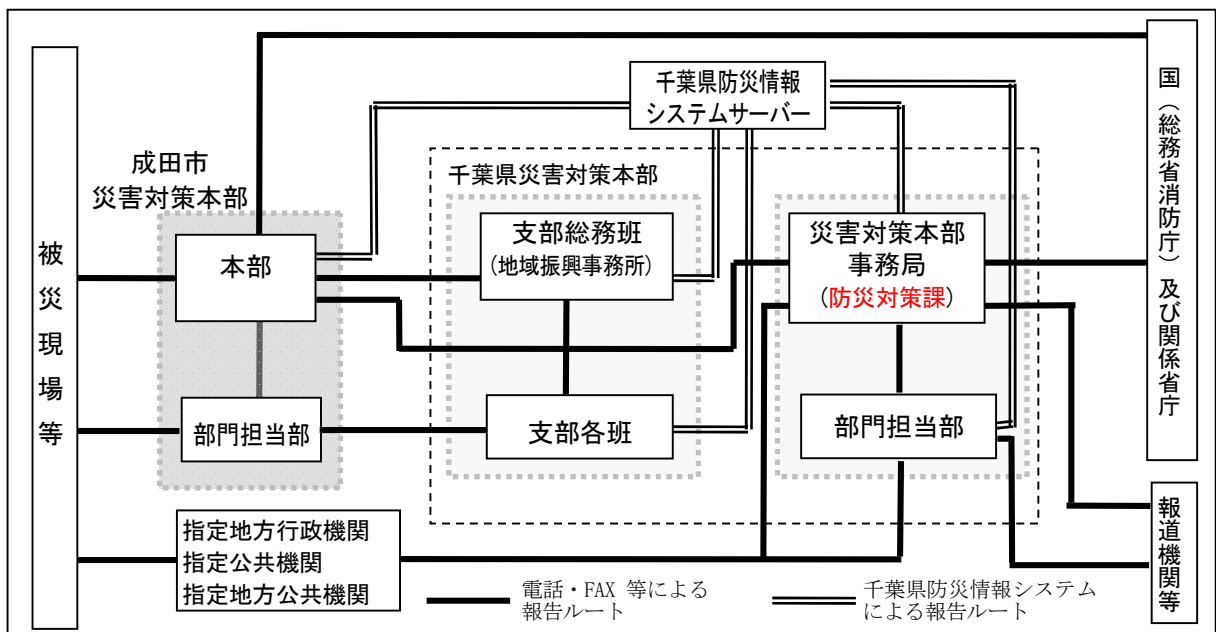 千葉県防災情報
システムサーバー
国（総務省消防庁）及び関係省庁
成田市
災害対策本部
千葉県災害対策本部
被災現場等
本部
支部総務班
（地域振興事務所）
災害対策本部
事務局
（防災対策課）
部門担当部
支部各班
部門担当部
指定地方行政機関
指定公共機関
指定地方公共機関
報道機関等
電話・FAX 等による
報告ルート
千葉県防災情報システム
による報告ルート